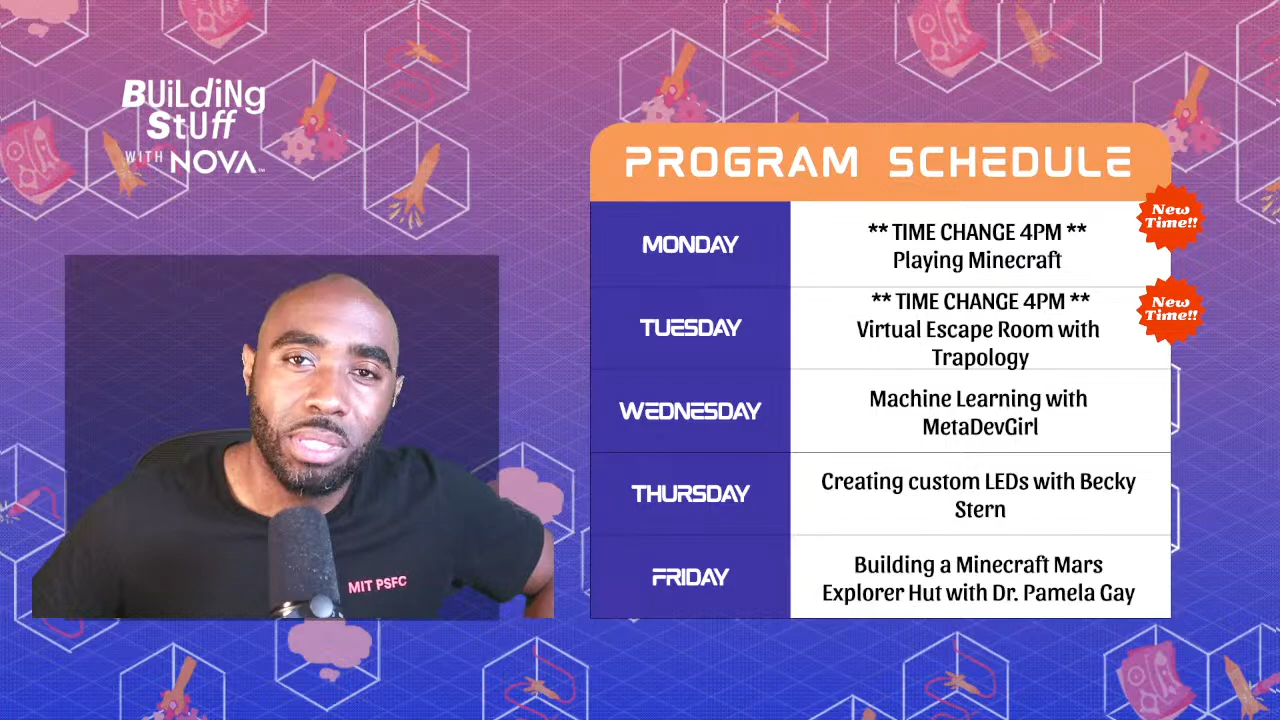 BUiLdiNg
StUff
WITH NOVA™
PROGRAM SCHEDULE
MONDAY
** TIME CHANGE 4PM **
Playing Minecraft
New
Time!!
TUESDAY
** TIME CHANGE 4PM **
Virtual Escape Room with
Trapology
New
Time!!
WEDNESDAY
Machine Learning with
MetaDevGirl
THURSDAY
Creating custom LEDs with Becky
Stern
FRIDAY
Building a Minecraft Mars
Explorer Hut with Dr. Pamela Gay
MIT PSFC